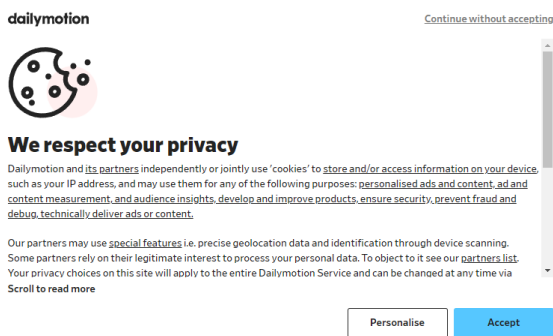 dailymotion
Continue without accepting
We respect your privacy
Dailymotion and its partners independently or jointly use 'cookies' to store and/or access information on your device,
such as your IP address, and may use them for any of the following purposes: personalised ads and content, ad and
content measurement, and audience insights, develop and improve products, ensure security, prevent fraud and
debug, technically deliver ads or content.
Our partners may use special features i.e. precise geolocation data and identification through device scanning.
Some partners rely on their legitimate interest to process your personal data. To object to it see our partners list.
Your privacy choices on this site will apply to the entire Dailymotion Service and can be changed at any time via
Scroll to read more
Personalise
Accept